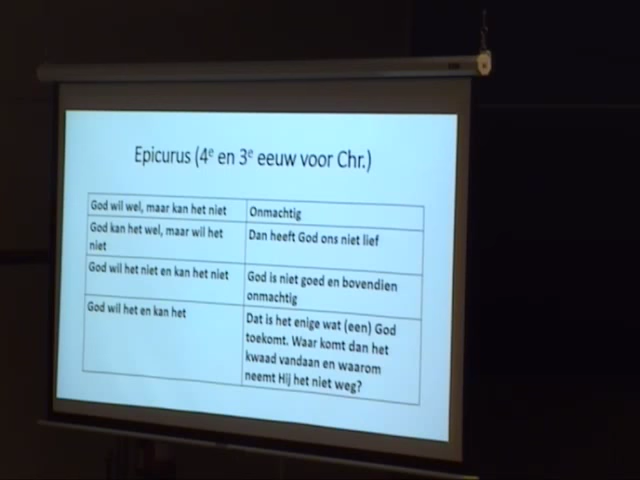 Epicurus (4e en 3e eeuw voor Chr.)
God wil wel, maar kan het niet
Onmachtig
God kan het wel, maar wil het
niet
Dan heeft God ons niet lief
God wil het niet en kan het niet
God is niet goed en bovendien
onmachtig
God wil het en kan het
Dat is het enige wat (een) God
toekomt. Waar komt dan het
kwaad vandaan en waarom
neemt Hij het niet weg?